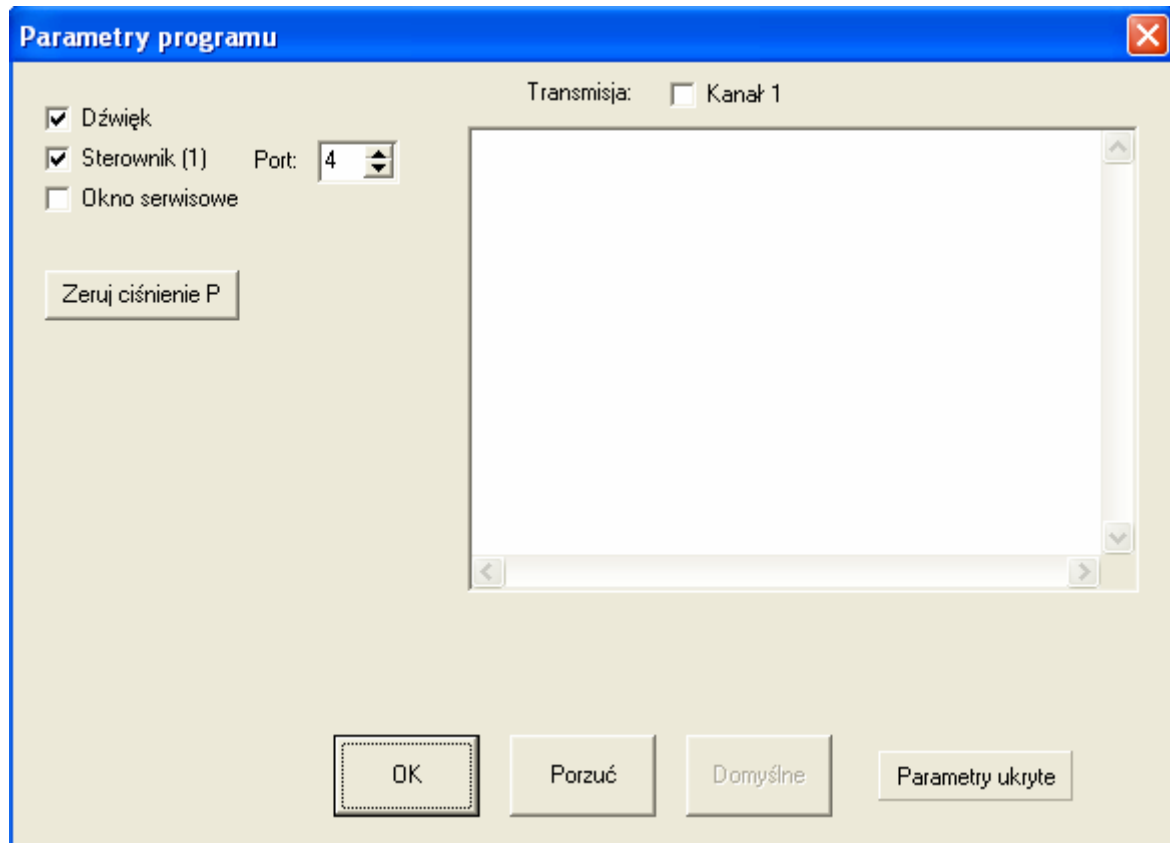 Parametry programu
Transmisja: Kanał 1
Dźwięk
Sterownik (1) Port: 4
Okno serwisowe
Zeruj ciśnienie P
OK Porzuć Domyślne Parametry ukryte